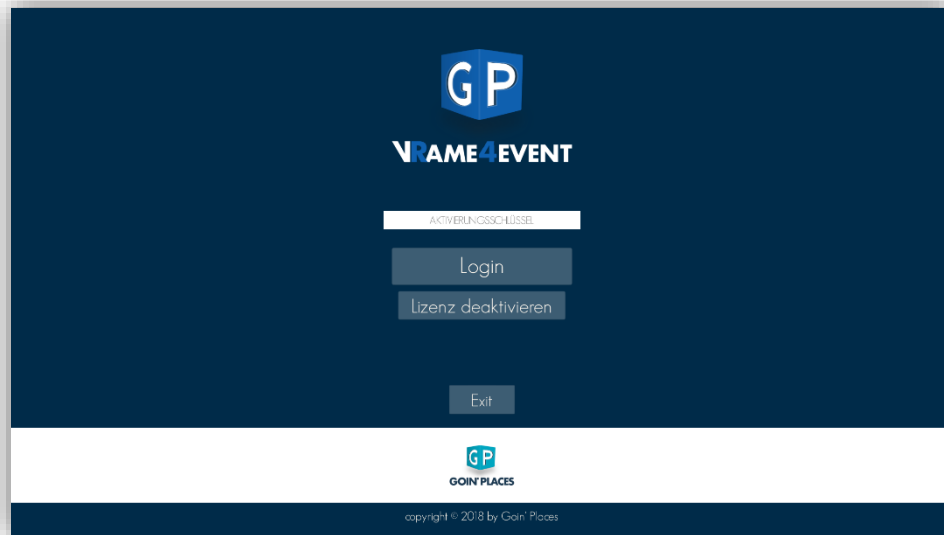 GP
VRAME4EVENT
AKTIVIERUNGSSCHLÜSSEL
Login
Lizenz deaktivieren
Exit
GP
GOIN' PLACES
copyright © 2018 by Goin' Places